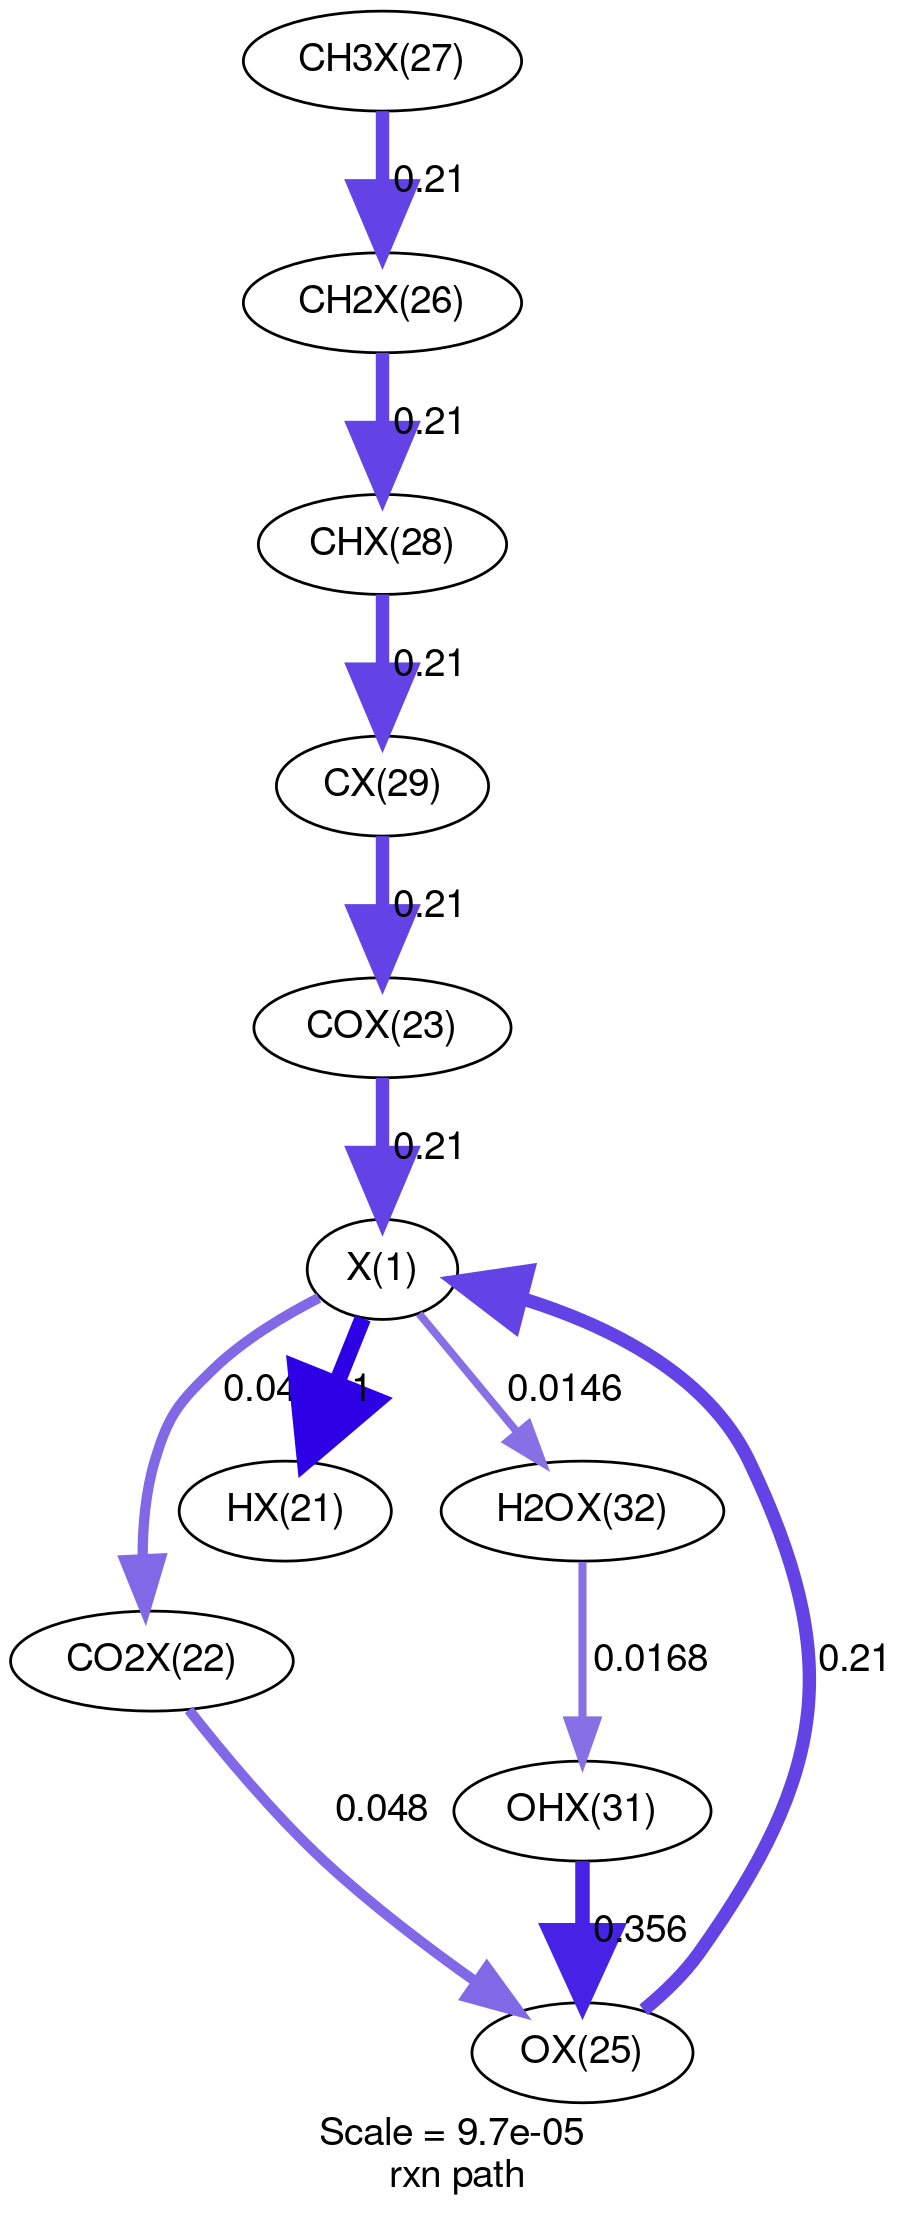 CH3X(27)
0.21
CH2X(26)
0.21
CHX(28)
0.21
CX(29)
0.21
COX(23)
0.21
X(1)
1
0.0146
HX(21)
H2OX(32)
CO2X(22)
0.0168
0.21
0.048
OHX(31)
0.356
OX(25)
Scale = 9.7e-05
rxn path